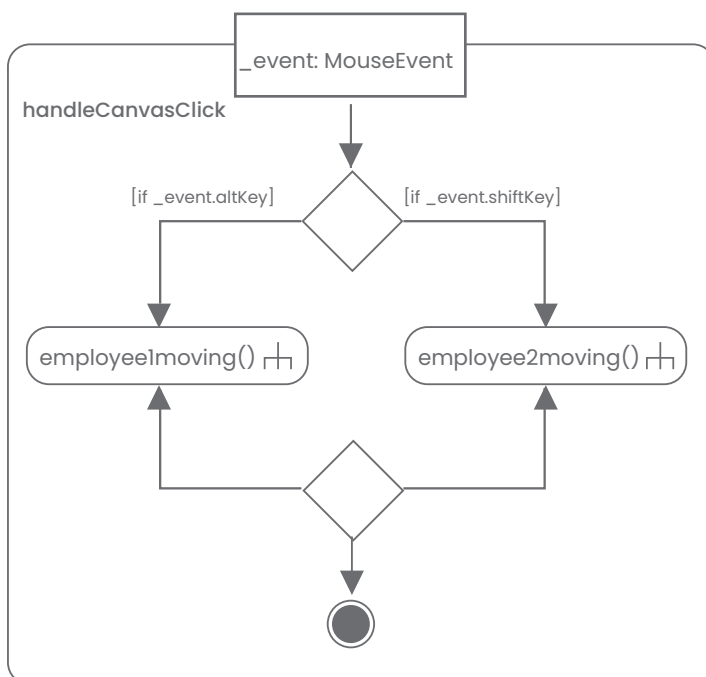 _event: MouseEvent
handleCanvasClick
[if _event.altKey]
[if _event.shiftKey]
employee1moving()
employee2moving()